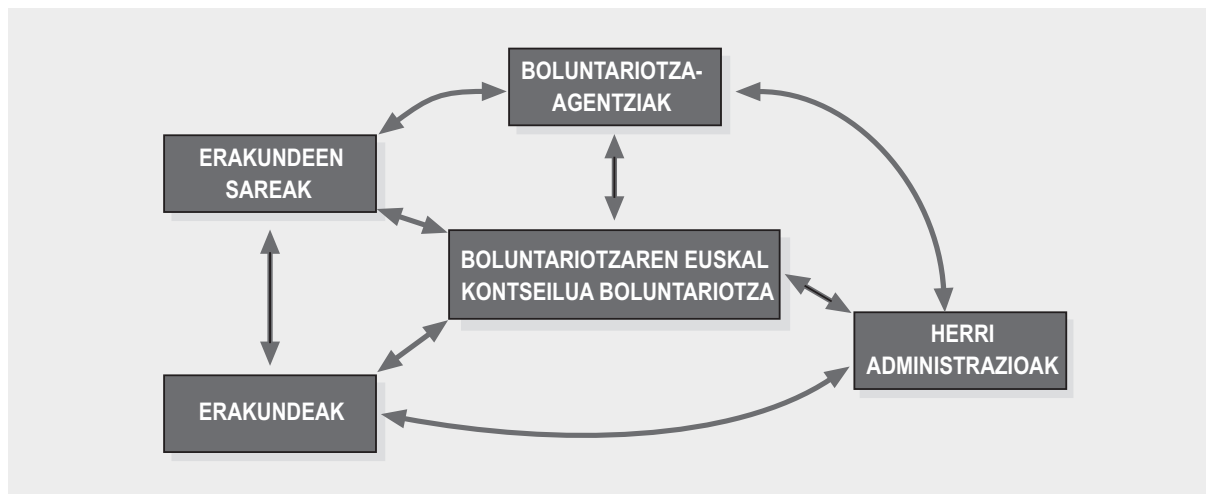 BOLUNTARIOTZA-
AGENTZIAK
ERAKUNDEEN
SAREAK
BOLUNTARIOTZAREN EUSKAL
KONTSEILUA BOLUNTARIOTZA
HERRI
ADMINISTRAZIOAK
ERAKUNDEAK